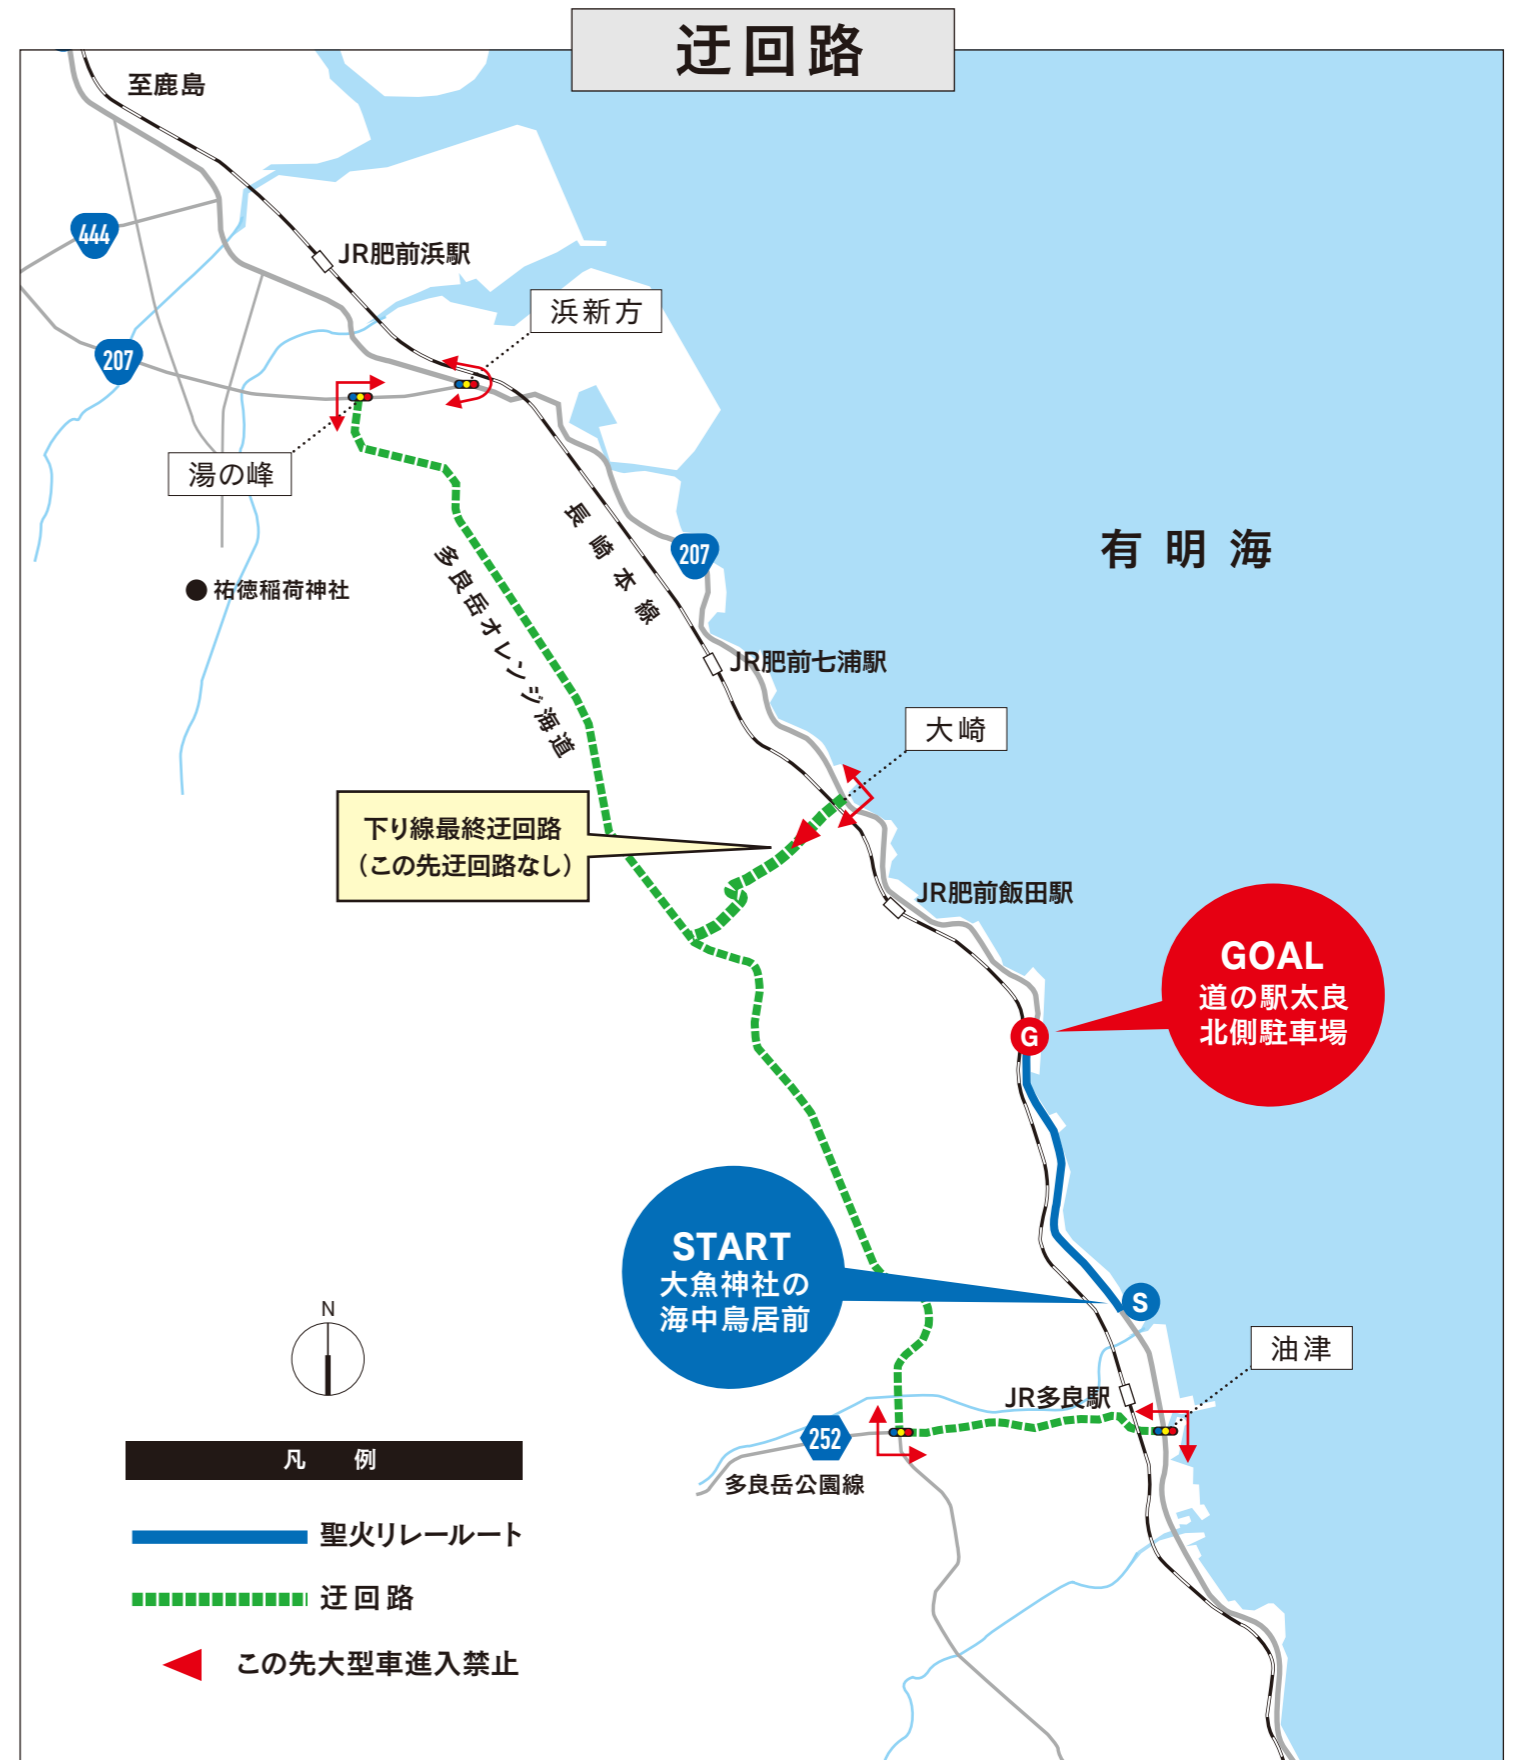 迂回路
至鹿島
444
JR肥前浜駅
浜新方
207
湯の峰
祐徳稲荷神社
多良岳オレンジ海道
長崎本線
207
有明海
JR肥前七浦駅
大崎
下り線最終迂回路
（この先迂回路なし）
JR肥前飯田駅
GOAL
道の駅太良
北側駐車場
G
START
大魚神社の
海中鳥居前
S
油津
JR多良駅
252
多良岳公園線
N
凡例
聖火リレールート
迂回路
この先大型車進入禁止